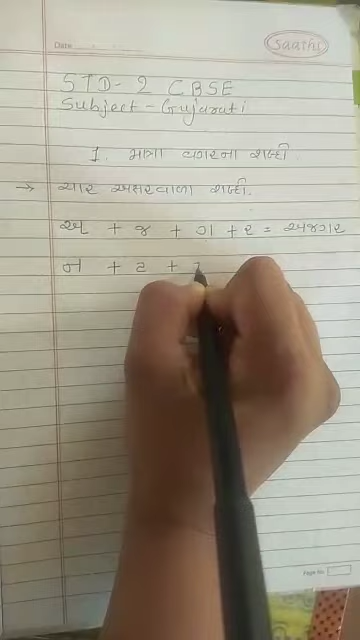 Date
saathi
STD-2 CBSE
Subject - Gujarati
1. માત્રા વગરના શબ્દો
→ ચાર અક્ષરવાળા શબ્દો.
અ + જ + ગ + ર = અજગર
ન + ટ +
Page No.